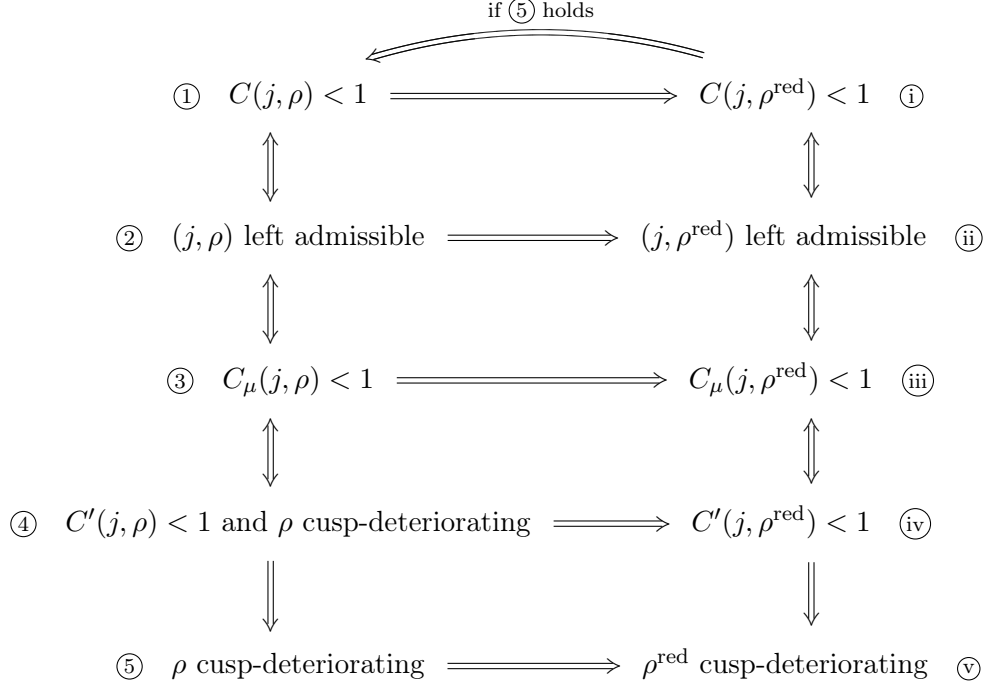 if ⑤ holds
① C(j, ρ) < 1 ⟹ C(j, ρ^red) < 1 ⓘ
② (j, ρ) left admissible ⟹ (j, ρ^red) left admissible ⓘⓘ
③ C_μ(j, ρ) < 1 ⟹ C_μ(j, ρ^red) < 1 ⓘⓘⓘ
④ C′(j, ρ) < 1 and ρ cusp-deteriorating ⟹ C′(j, ρ^red) < 1 ⓘⓥ
⑤ ρ cusp-deteriorating ⟹ ρ^red cusp-deteriorating ⓥ